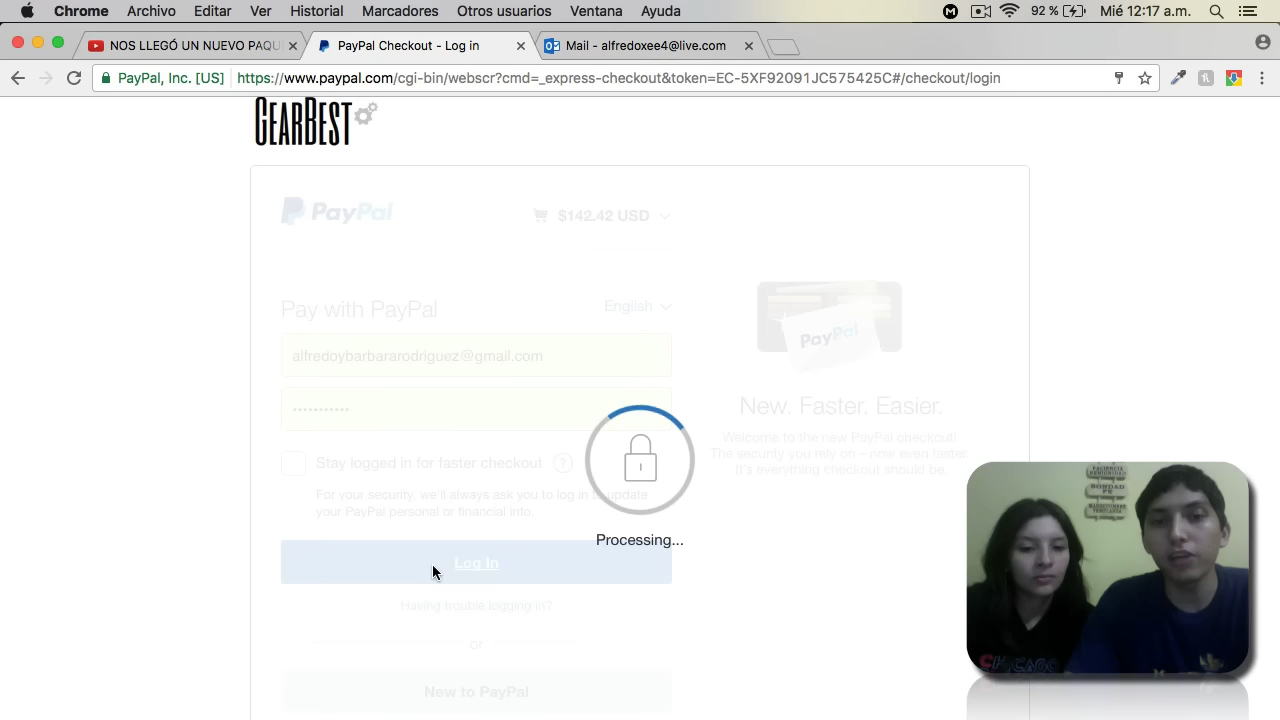 Chrome Archivo Editar Ver Historial Marcadores Otros usuarios Ventana Ayuda 92 % Mié 12:17 a.m.
NOS LLEGÓ UN NUEVO PAQU PayPal Checkout - Log in Mail - alfredoxee4@live.com
PayPal, Inc. [US] https://www.paypal.com/cgi-bin/webscr?cmd=_express-checkout&token=EC-5XF92091JC575425C#/checkout/login
GEARBEST
PayPal $142.42 USD
Pay with PayPal English
alfredoybarbararodriguez@gmail.com
PayPal
New. Faster. Easier.
Welcome to the new PayPal checkout!
The security you rely on – now even faster.
It's everything checkout should be.
Stay logged in for faster checkout ?
For your security, we'll always ask you to log in to update
your PayPal personal or financial info.
Processing...
Log In
Having trouble logging in?
or
New to PayPal
PACIENCIA
BONDAD
FE
CHICAGO